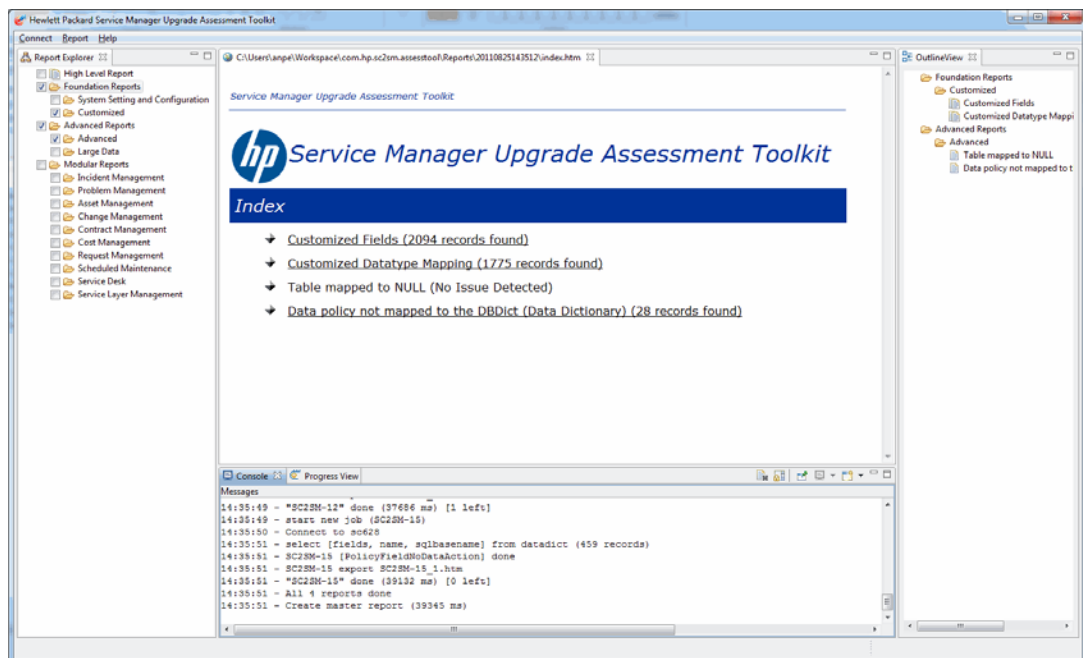 Hewlett Packard Service Manager Upgrade Assessment Toolkit
Connect Report Help
Report Explorer
High Level Report
Foundation Reports
System Setting and Configuration
Customized
Advanced Reports
Advanced
Large Data
Modular Reports
Incident Management
Problem Management
Asset Management
Change Management
Contract Management
Cost Management
Request Management
Scheduled Maintenance
Service Desk
Service Layer Management
C:\Users\anpe\Workspace\com.hp.sc2sm.assesstool\Reports\20110825143512\index.htm
Service Manager Upgrade Assessment Toolkit
hp Service Manager Upgrade Assessment Toolkit
Index
Customized Fields (2094 records found)
Customized Datatype Mapping (1775 records found)
Table mapped to NULL (No Issue Detected)
Data policy not mapped to the DBDict (Data Dictionary) (28 records found)
Console Progress View
Messages
14:35:49 - "SC2SM-12" done (37686 ms) [1 left]
14:35:49 - start new job (SC2SM-15)
14:35:50 - Connect to sc628
14:35:51 - select [fields, name, sqlbasename] from datadict (459 records)
14:35:51 - SC2SM-15 [PolicyFieldNoDataAction] done
14:35:51 - SC2SM-15 export SC2SM-15_1.htm
14:35:51 - "SC2SM-15" done (39132 ms) [0 left]
14:35:51 - All 4 reports done
14:35:51 - Create master report (39345 ms)
OutlineView
Foundation Reports
Customized
Customized Fields
Customized Datatype Mappi
Advanced Reports
Advanced
Table mapped to NULL
Data policy not mapped to t